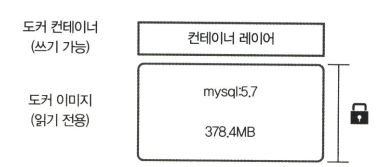 도커 컨테이너
(쓰기 가능)
컨테이너 레이어
도커 이미지
(읽기 전용)
mysql:5.7
378.4MB